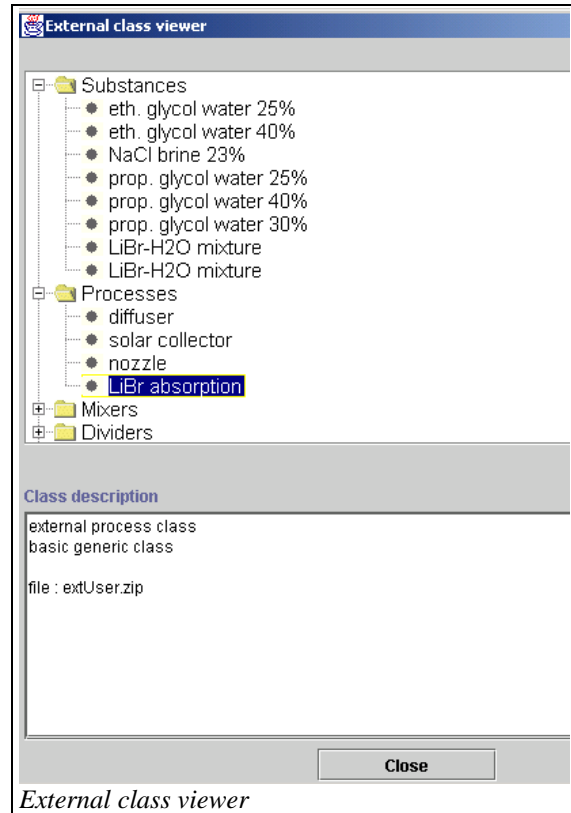 External class viewer
Substances
eth. glycol water 25%
eth. glycol water 40%
NaCl brine 23%
prop. glycol water 25%
prop. glycol water 40%
prop. glycol water 30%
LiBr-H2O mixture
LiBr-H2O mixture
Processes
diffuser
solar collector
nozzle
LiBr absorption
Mixers
Dividers
Class description
external process class
basic generic class
file : extUser.zip
Close
External class viewer